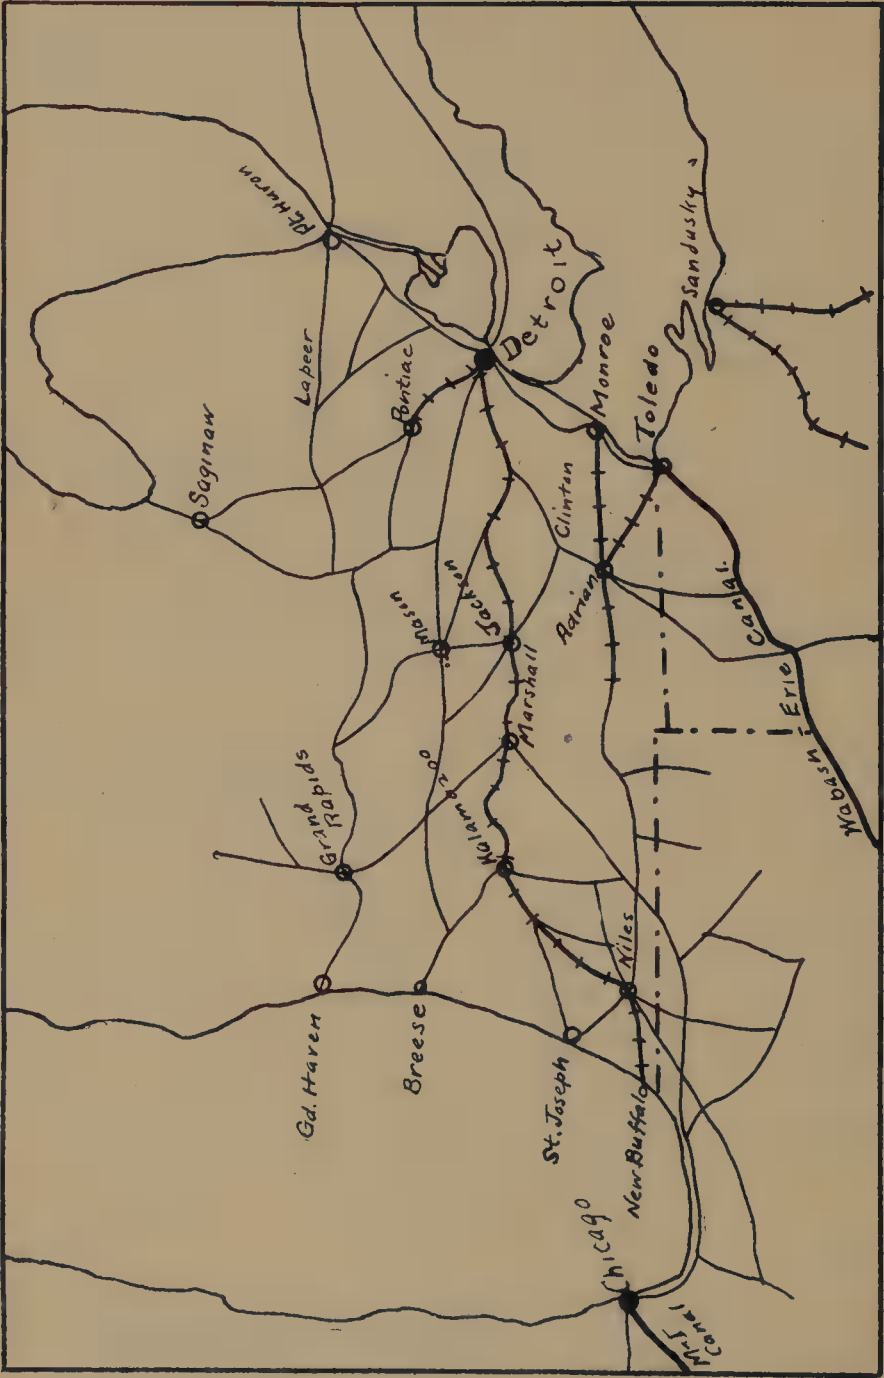 Pt. Huron
Lapeer
Saginaw
Pontiac
Detroit
Monroe
Sandusky
Toledo
Clinton
Adrian
Mason
Jackson
Marshall
Canal
Erie
Wabash
Grand
Rapids
Kalamazoo
Niles
Gd. Haven
Breese
St. Joseph
New Buffalo
Chicago
Canal